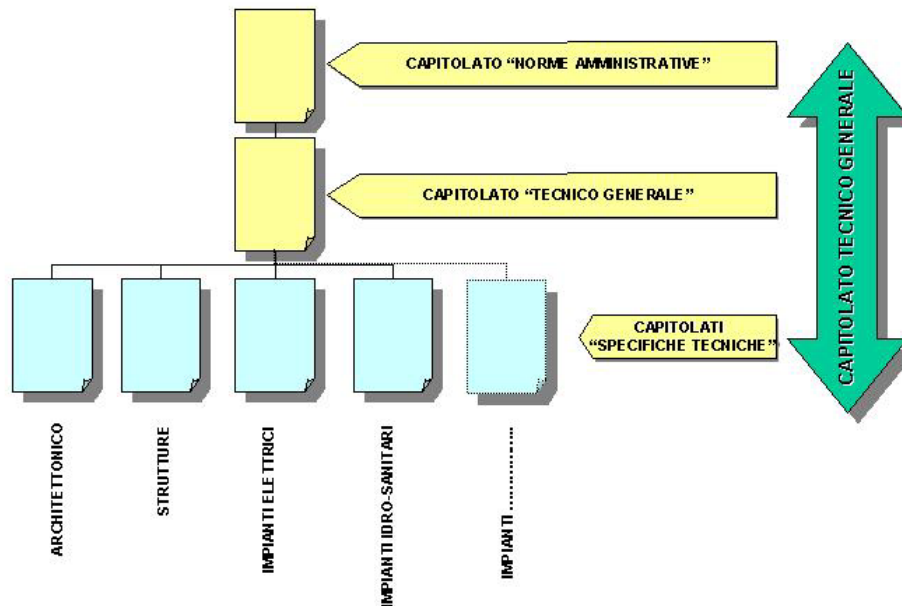 CAPITOLATO “NORME AMMINISTRATIVE”
CAPITOLATO “TECNICO GENERALE”
CAPITOLATI
“SPECIFICHE TECNICHE”
CAPITOLATO TECNICO GENERALE
ARCHITETTONICO
STRUTTURE
IMPIANTI ELETTRICI
IMPIANTI IDRO-SANITARI
IMPIANTI ...............